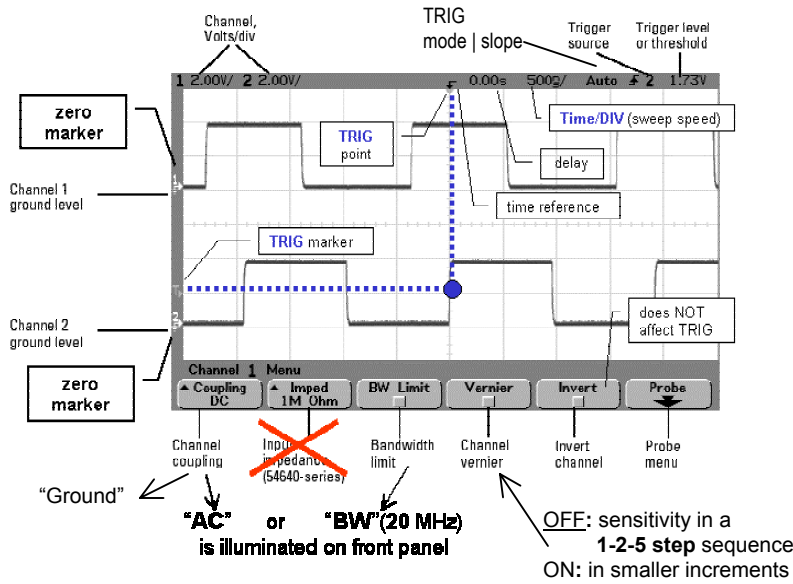 TRIG
mode | slope
Channel,
Volts/div
Trigger
source
Trigger level
or threshold
1 2.00V/ 2 2.00V/ 0.00s 500g/ Auto 2 1.73V
zero
marker
TRIG
point
Time/DIV (sweep speed)
delay
time reference
1
Channel 1
ground level
TRIG marker
T
does NOT
affect TRIG
2
Channel 2
ground level
zero
marker
Channel 1 Menu
Coupling
DC
Imped
1M Ohm
BW Limit
Vernier
Invert
Probe
Channel
coupling
Input
impedance
(54640-series)
Bandwidth
limit
Channel
vernier
Invert
channel
Probe
menu
“Ground”
“AC” or “BW”(20 MHz)
is illuminated on front panel
OFF: sensitivity in a
1-2-5 step sequence
ON: in smaller increments